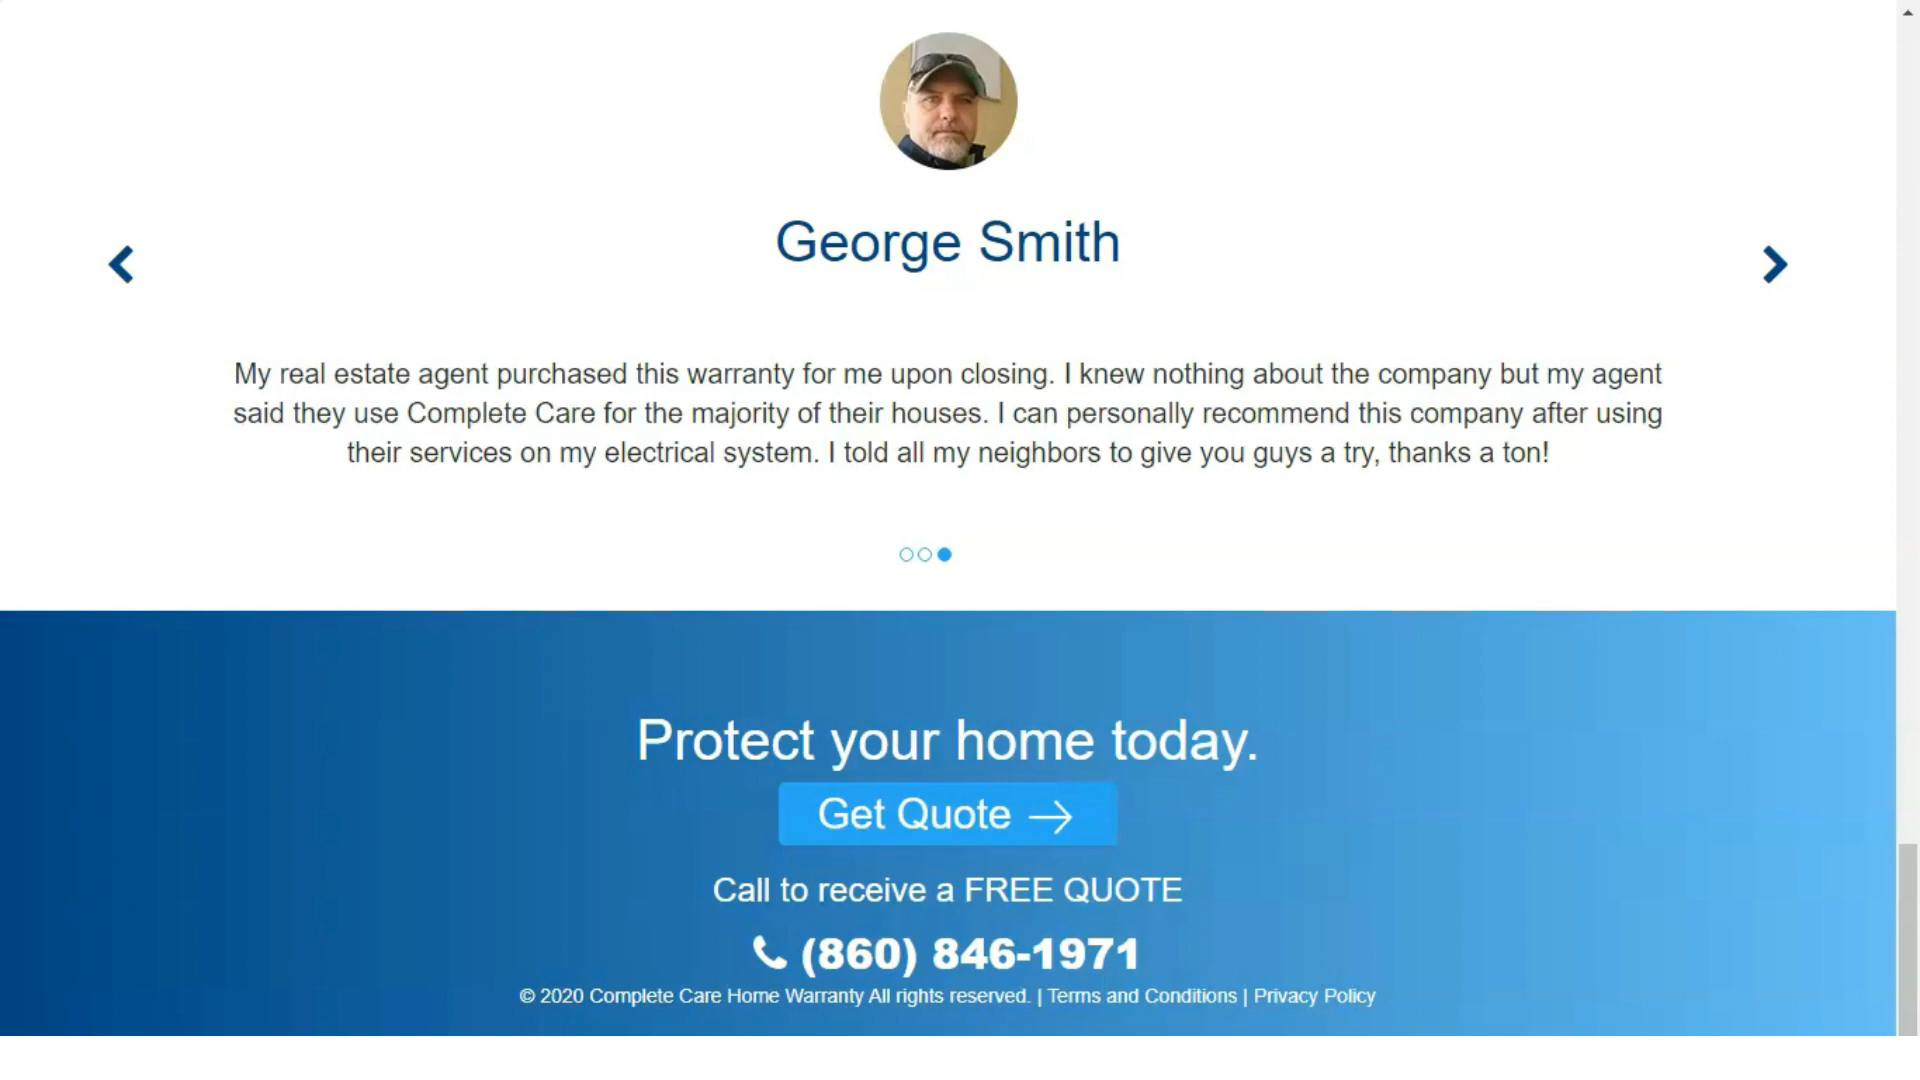 George Smith
My real estate agent purchased this warranty for me upon closing. I knew nothing about the company but my agent
said they use Complete Care for the majority of their houses. I can personally recommend this company after using
their services on my electrical system. I told all my neighbors to give you guys a try, thanks a ton!
Protect your home today.
Get Quote
Call to receive a FREE QUOTE
(860) 846-1971
© 2020 Complete Care Home Warranty All rights reserved. | Terms and Conditions | Privacy Policy